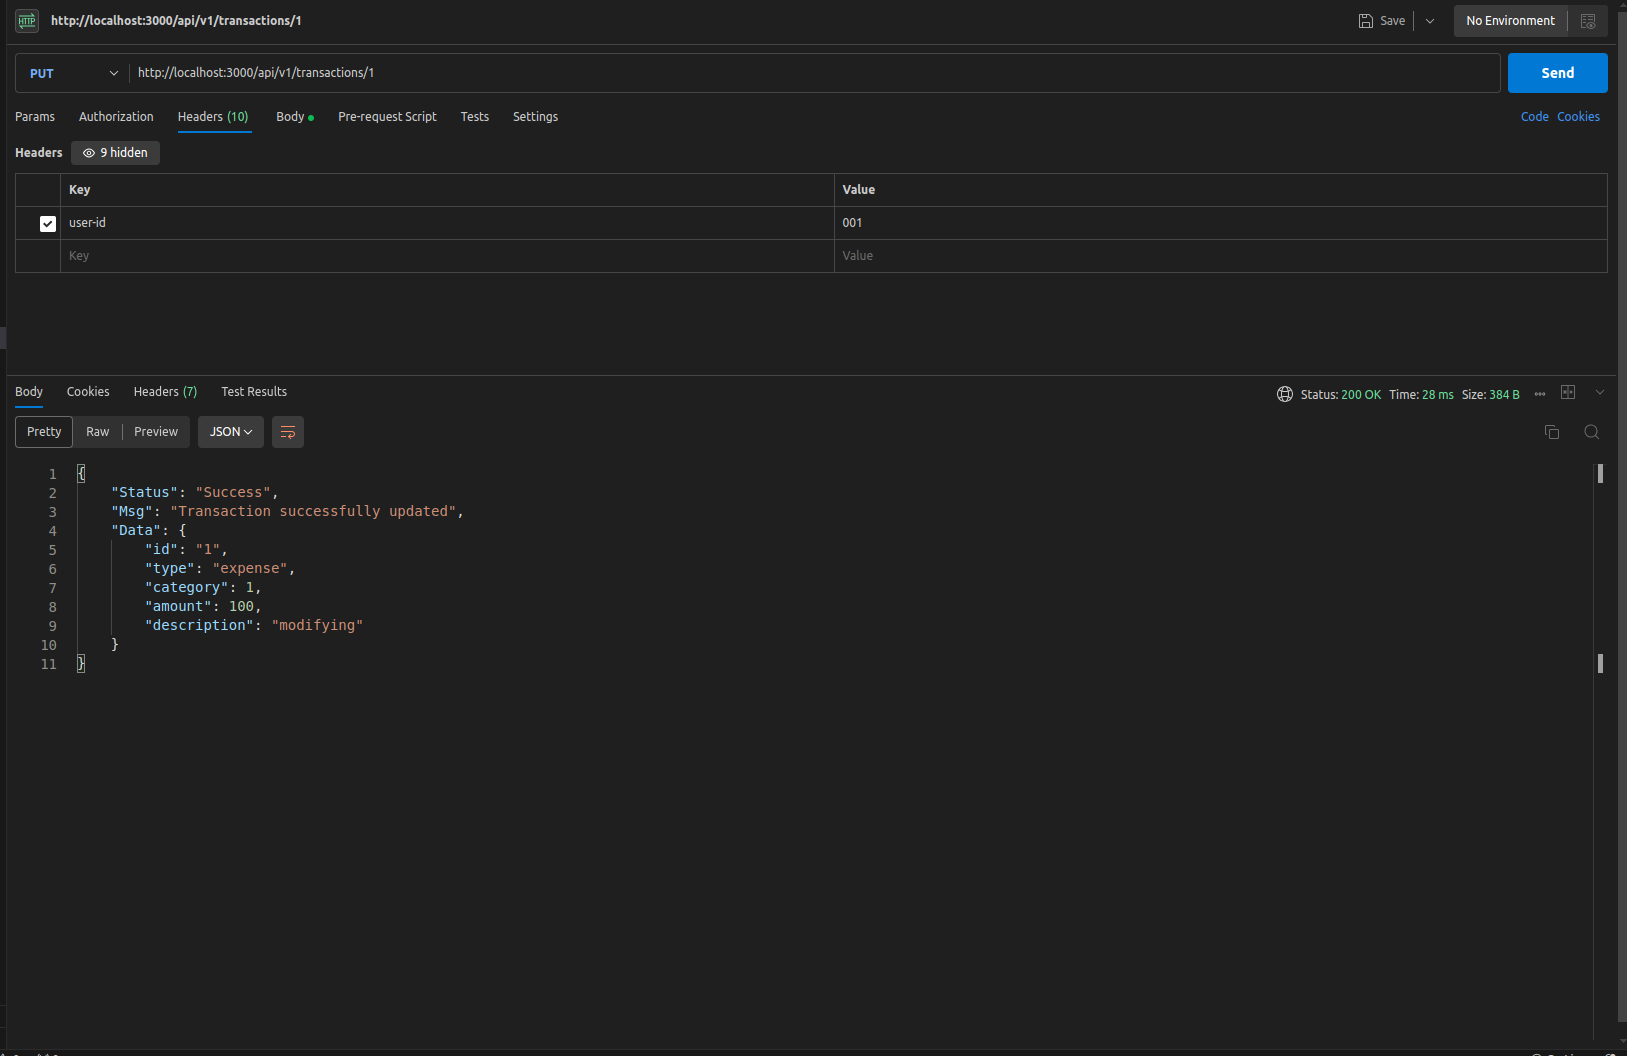 HTTP http://localhost:3000/api/v1/transactions/1 Save No Environment
PUT http://localhost:3000/api/v1/transactions/1 Send
Params Authorization Headers (10) Body Pre-request Script Tests Settings Code Cookies
Headers 9 hidden
Key Value
user-id 001
Key Value
Body Cookies Headers (7) Test Results Status: 200 OK Time: 28 ms Size: 384 B
Pretty Raw Preview JSON
1 {
2 "Status": "Success",
3 "Msg": "Transaction successfully updated",
4 "Data": {
5 "id": "1",
6 "type": "expense",
7 "category": 1,
8 "amount": 100,
9 "description": "modifying"
10 }
11 }